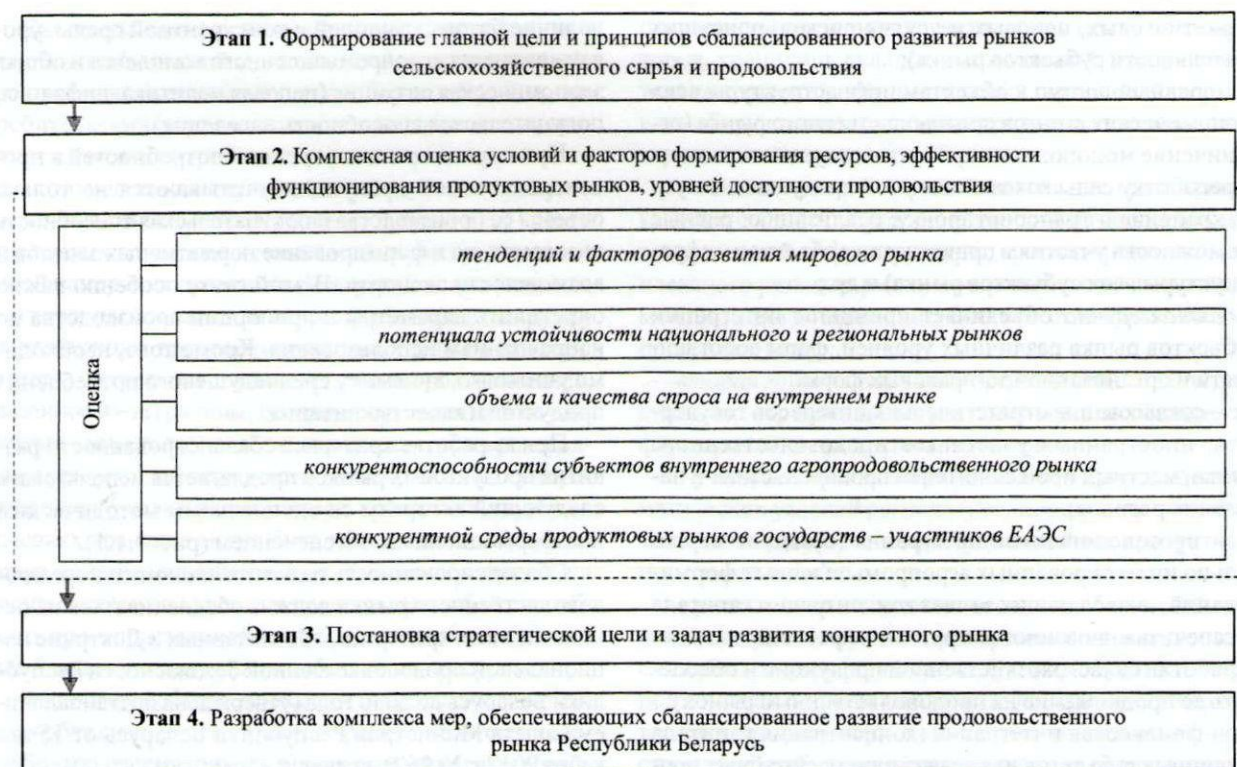 Этап 1. Формирование главной цели и принципов сбалансированного развития рынков
сельскохозяйственного сырья и продовольствия
Этап 2. Комплексная оценка условий и факторов формирования ресурсов, эффективности
функционирования продуктовых рынков, уровней доступности продовольствия
Оценка
тенденций и факторов развития мирового рынка
потенциала устойчивости национального и региональных рынков
объема и качества спроса на внутреннем рынке
конкурентоспособности субъектов внутреннего агропродовольственного рынка
конкурентной среды продуктовых рынков государств – участников ЕАЭС
Этап 3. Постановка стратегической цели и задач развития конкретного рынка
Этап 4. Разработка комплекса мер, обеспечивающих сбалансированное развитие продовольственного
рынка Республики Беларусь